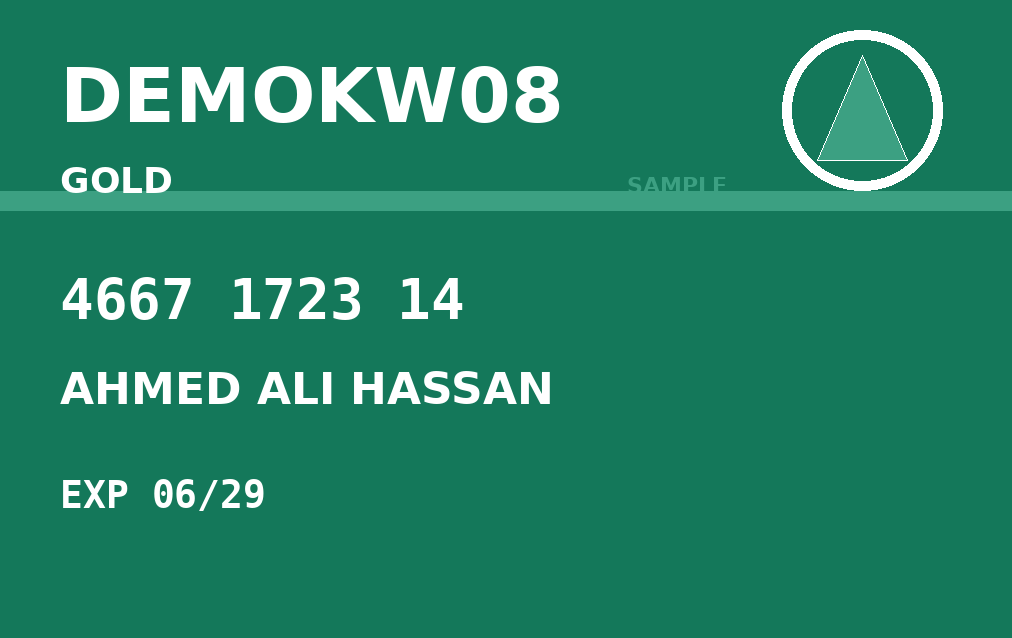 DEMOKW08
GOLD
SAMPLE
4667 1723 14
AHMED ALI HASSAN
EXP 06/29